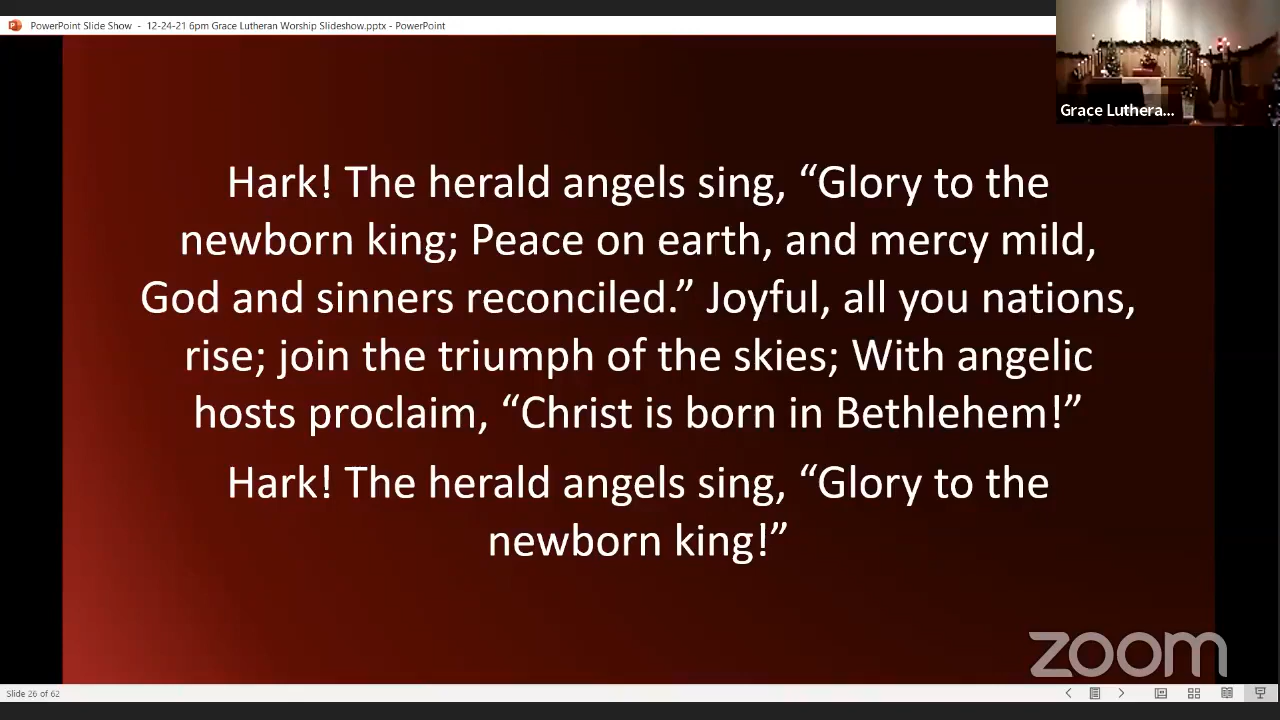 PowerPoint Slide Show - 12-24-21 6pm Grace Lutheran Worship Slideshow.pptx - PowerPoint
Grace Luthera...
Hark! The herald angels sing, “Glory to the
newborn king; Peace on earth, and mercy mild,
God and sinners reconciled.” Joyful, all you nations,
rise; join the triumph of the skies; With angelic
hosts proclaim, “Christ is born in Bethlehem!”
Hark! The herald angels sing, “Glory to the
newborn king!”
zoom
Slide 26 of 62